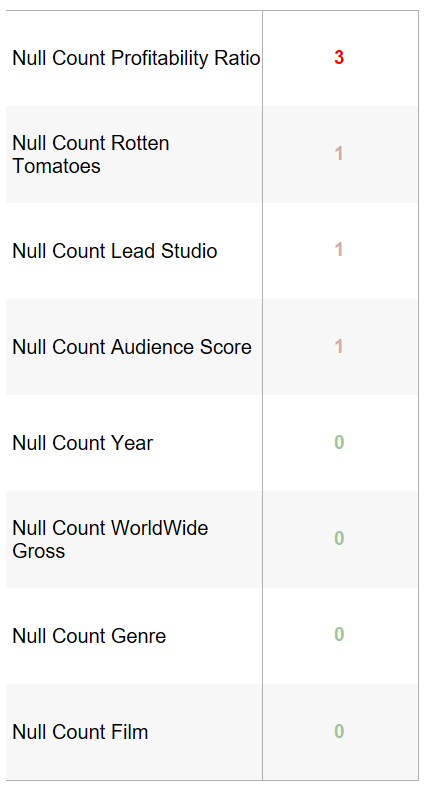 Null Count Profitability Ratio 3
Null Count Rotten
Tomatoes 1
Null Count Lead Studio 1
Null Count Audience Score 1
Null Count Year 0
Null Count WorldWide
Gross 0
Null Count Genre 0
Null Count Film 0